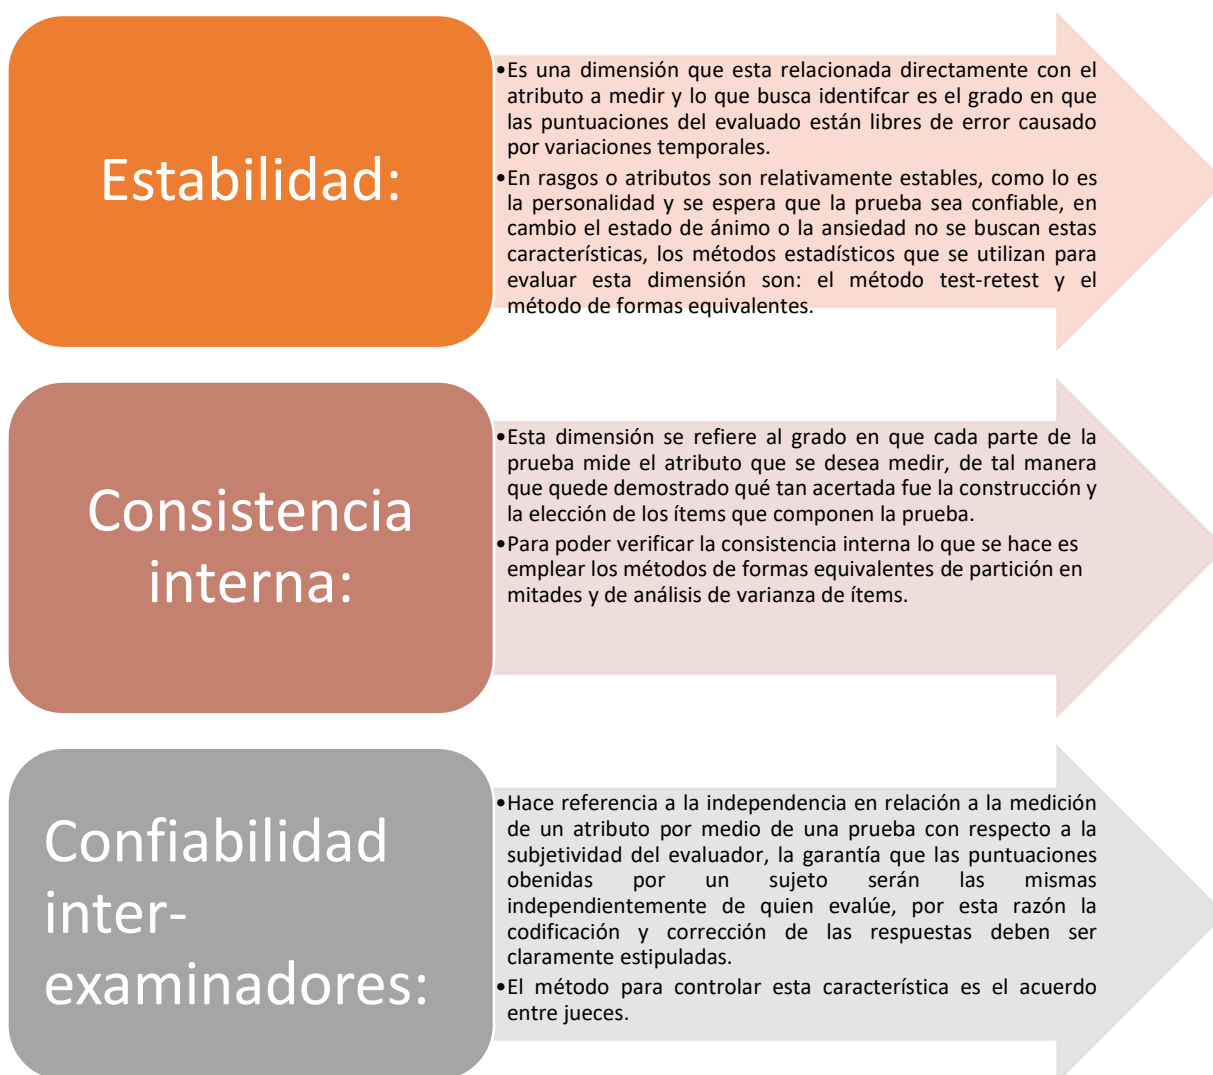 Estabilidad:
•Es una dimensión que esta relacionada directamente con el
atributo a medir y lo que busca identifcar es el grado en que
las puntuaciones del evaluado están libres de error causado
por variaciones temporales.
•En rasgos o atributos son relativamente estables, como lo es
la personalidad y se espera que la prueba sea confiable, en
cambio el estado de ánimo o la ansiedad no se buscan estas
características, los métodos estadísticos que se utilizan para
evaluar esta dimensión son: el método test-retest y el
método de formas equivalentes.
Consistencia
interna:
•Esta dimensión se refiere al grado en que cada parte de la
prueba mide el atributo que se desea medir, de tal manera
que quede demostrado qué tan acertada fue la construcción y
la elección de los ítems que componen la prueba.
•Para poder verificar la consistencia interna lo que se hace es
emplear los métodos de formas equivalentes de partición en
mitades y de análisis de varianza de ítems.
Confiabilidad
inter-
examinadores:
•Hace referencia a la independencia en relación a la medición
de un atributo por medio de una prueba con respecto a la
subjetividad del evaluador, la garantía que las puntuaciones
obenidas por un sujeto serán las mismas
independientemente de quien evalúe, por esta razón la
codificación y corrección de las respuestas deben ser
claramente estipuladas.
•El método para controlar esta característica es el acuerdo
entre jueces.